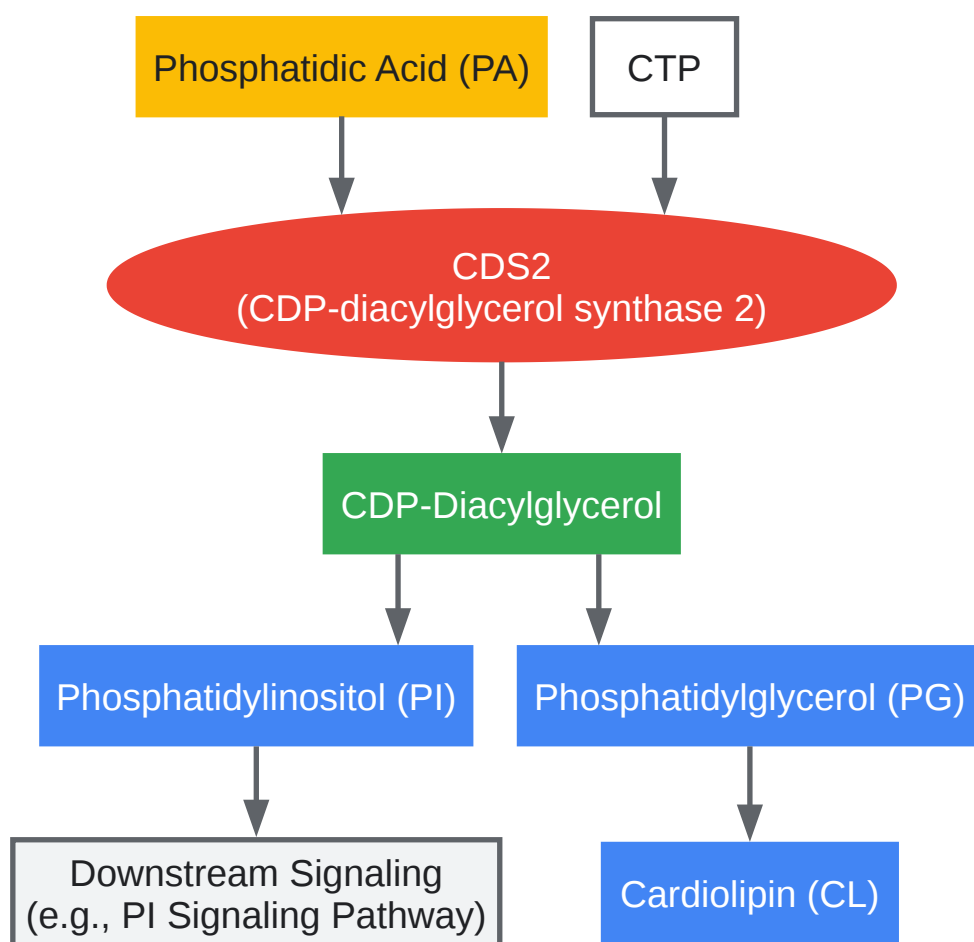 Phosphatidic Acid (PA)
CTP
CDS2
(CDP-diacylglycerol synthase 2)
CDP-Diacylglycerol
Phosphatidylinositol (PI)
Phosphatidylglycerol (PG)
Downstream Signaling
(e.g., PI Signaling Pathway)
Cardiolipin (CL)